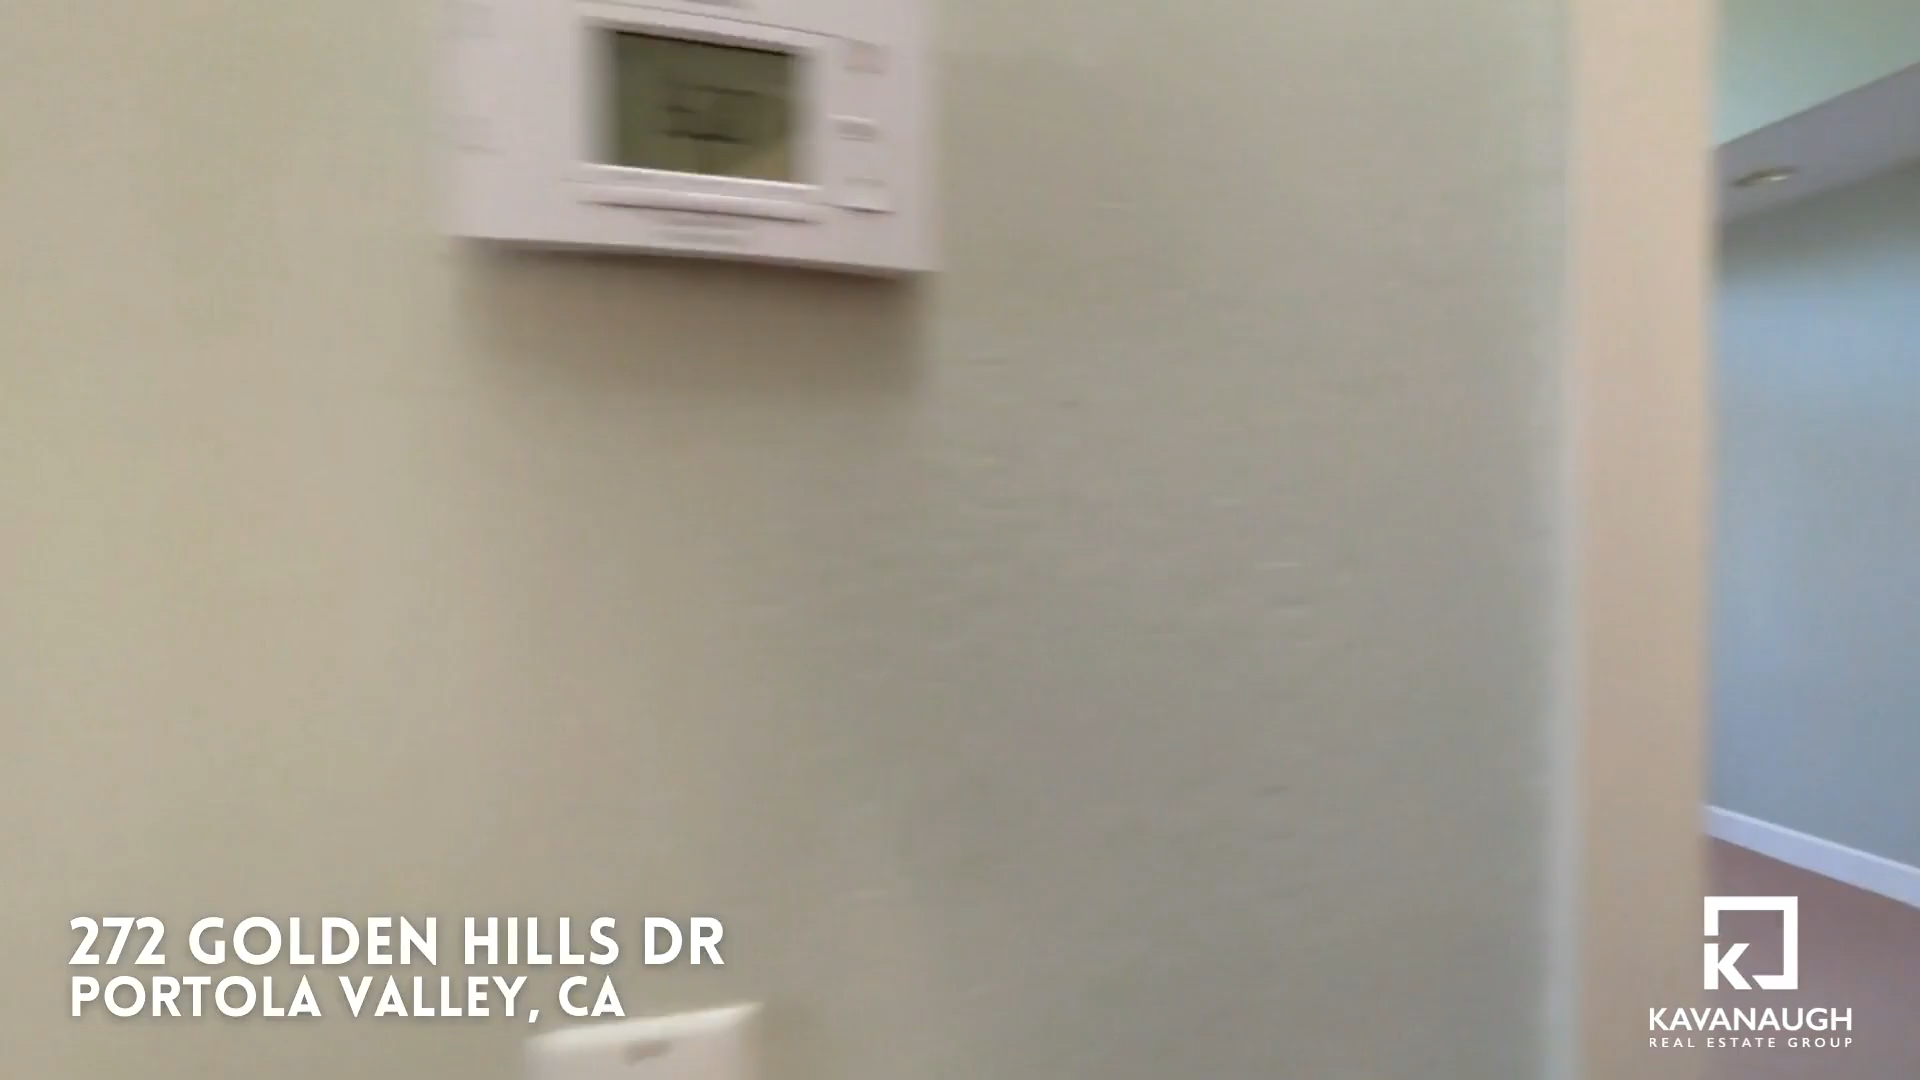 272 GOLDEN HILLS DR
PORTOLA VALLEY, CA
KAVANAUGH
REAL ESTATE GROUP